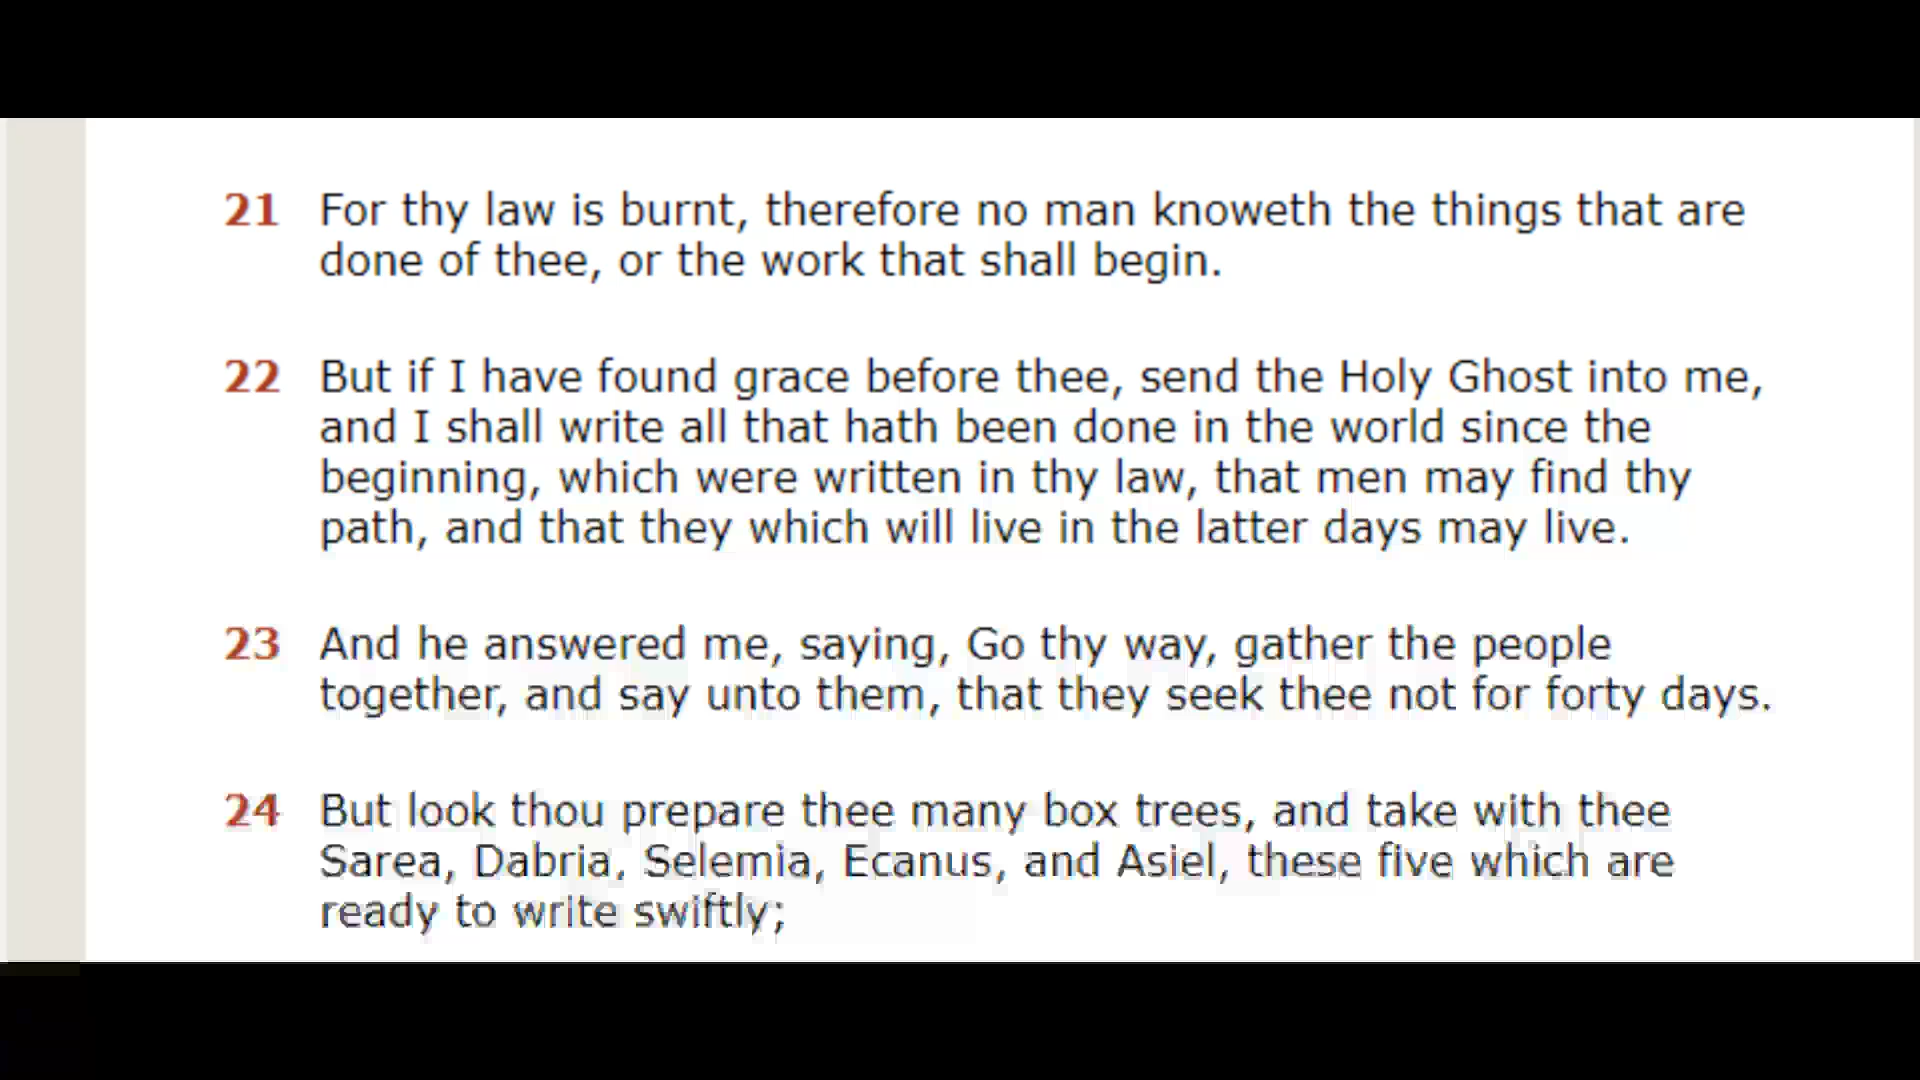 21 For thy law is burnt, therefore no man knoweth the things that are
done of thee, or the work that shall begin.
22 But if I have found grace before thee, send the Holy Ghost into me,
and I shall write all that hath been done in the world since the
beginning, which were written in thy law, that men may find thy
path, and that they which will live in the latter days may live.
23 And he answered me, saying, Go thy way, gather the people
together, and say unto them, that they seek thee not for forty days.
24 But look thou prepare thee many box trees, and take with thee
Sarea, Dabria, Selemia, Ecanus, and Asiel, these five which are
ready to write swiftly;